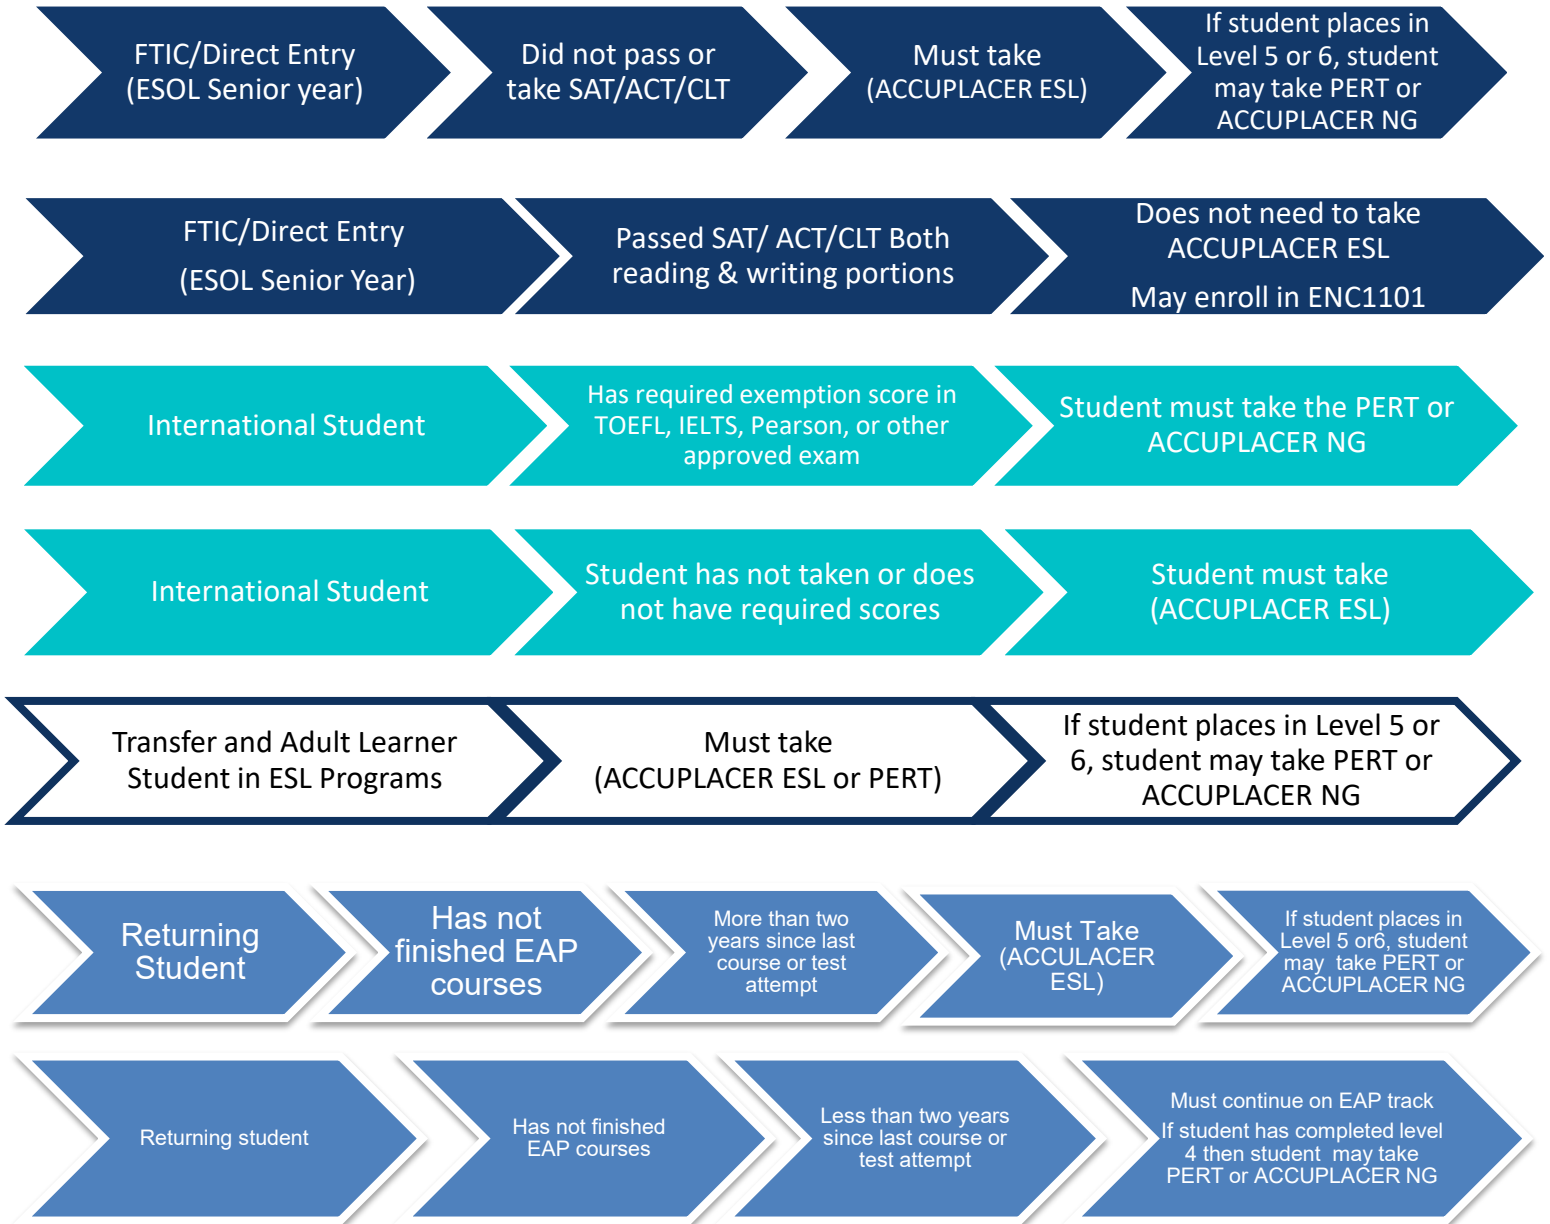 FTIC/Direct Entry
(ESOL Senior year)
Did not pass or
take SAT/ACT/CLT
Must take
(ACCUPLACER ESL)
If student places in
Level 5 or 6, student
may take PERT or
ACCUPLACER NG
FTIC/Direct Entry
(ESOL Senior Year)
Passed SAT/ ACT/CLT Both
reading & writing portions
Does not need to take
ACCUPLACER ESL
May enroll in ENC1101
International Student
Has required exemption score in
TOEFL, IELTS, Pearson, or other
approved exam
Student must take the PERT or
ACCUPLACER NG
International Student
Student has not taken or does
not have required scores
Student must take
(ACCUPLACER ESL)
Transfer and Adult Learner
Student in ESL Programs
Must take
(ACCUPLACER ESL or PERT)
If student places in Level 5 or
6, student may take PERT or
ACCUPLACER NG
Returning
Student
Has not
finished EAP
courses
More than two
years since last
course or test
attempt
Must Take
(ACCULACER
ESL)
If student places in
Level 5 or6, student
may  take PERT or
ACCUPLACER NG
Returning student
Has not finished
EAP courses
Less than two years
since last course or
test attempt
Must continue on EAP track
If student has completed level
4 then student  may take
PERT or ACCUPLACER NG